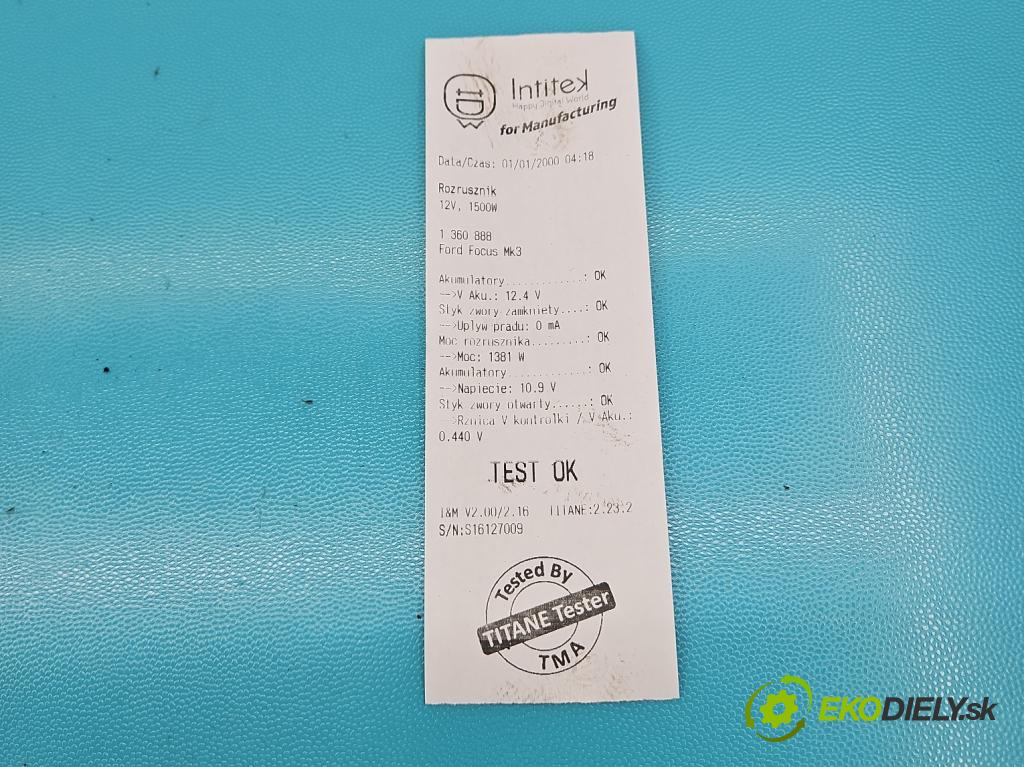 Intitek
Happy Digital World
for Manufacturing
Data/Czas: 01/01/2000 04:18
Rozrusznik
12V, 1500W
1 360 888
Ford Focus Mk3
Akumulatory............: OK
-->V Aku.: 12.4 V
Styk zwory zamkniety....: OK
-->Uplyw pradu: 0 mA
Moc rozrusznika.........: OK
-->Moc: 1381 W
Akumulatory............: OK
-->Napiecie: 10.9 V
Styk zwory otwarty......: OK
-->Rznica V kontrolki / V Aku.:
0.440 V
TEST OK
I&M V2.00/2.16 TITANE:2.23.2
S/N:S16127009
Tested By
TITANE Tester
TMA
EKODIELY.sk